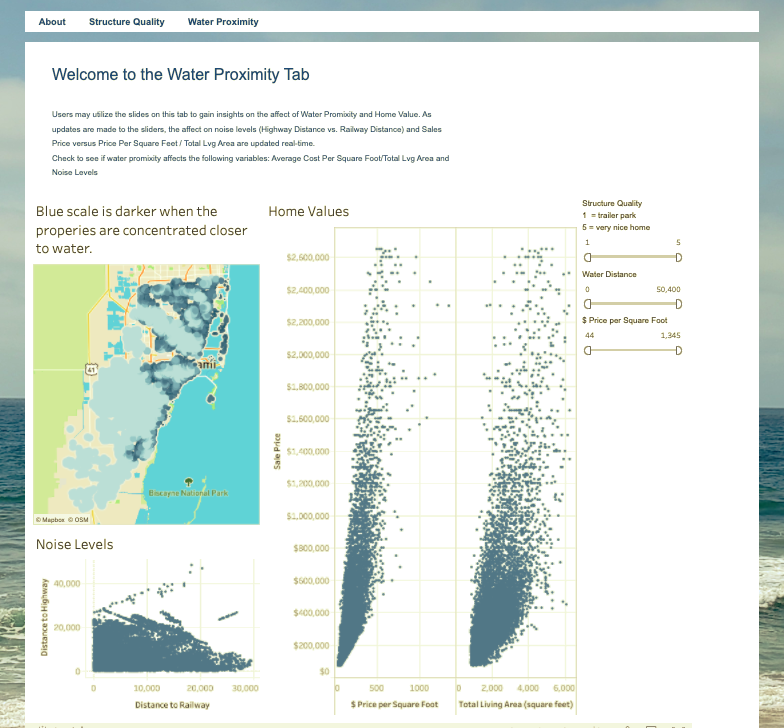 About Structure Quality Water Proximity
Welcome to the Water Proximity Tab
Users may utilize the slides on this tab to gain insights on the affect of Water Promixity and Home Value. As
updates are made to the sliders, the affect on noise levels (Highway Distance vs. Railway Distance) and Sales
Price versus Price Per Square Feet / Total Lvg Area are updated real-time.
Check to see if water promixity affects the following variables: Average Cost Per Square Foot/Total Lvg Area and
Noise Levels
Blue scale is darker when the
properies are concentrated closer
to water.
41
ami
Biscayne National Park
© Mapbox © OSM
Noise Levels
Distance to Highway
40,000
20,000
0
0 10,000 20,000 30,000
Distance to Railway
Home Values
Sale Price
$2,600,000
$2,400,000
$2,200,000
$2,000,000
$1,800,000
$1,600,000
$1,400,000
$1,200,000
$1,000,000
$800,000
$600,000
$400,000
$200,000
$0
0 500 1000 0 2,000 4,000 6,000
$ Price per Square Foot Total Living Area (square feet)
Structure Quality
1 = trailer park
5 = very nice home
1 5
Water Distance
0 50,400
$ Price per Square Foot
44 1,345